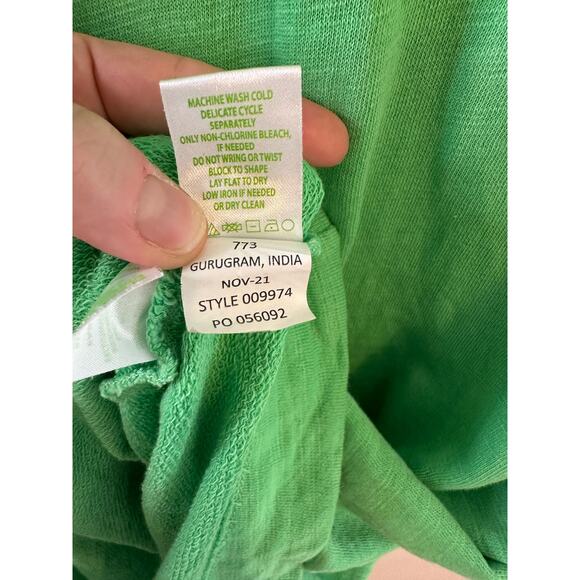 MACHINE WASH COLD
DELICATE CYCLE
SEPARATELY
ONLY NON-CHLORINE BLEACH,
IF NEEDED
DO NOT WRING OR TWIST
BLOCK TO SHAPE
LAY FLAT TO DRY
LOW IRON IF NEEDED
OR DRY CLEAN
773
GURUGRAM, INDIA
NOV-21
STYLE 009974
PO 056092